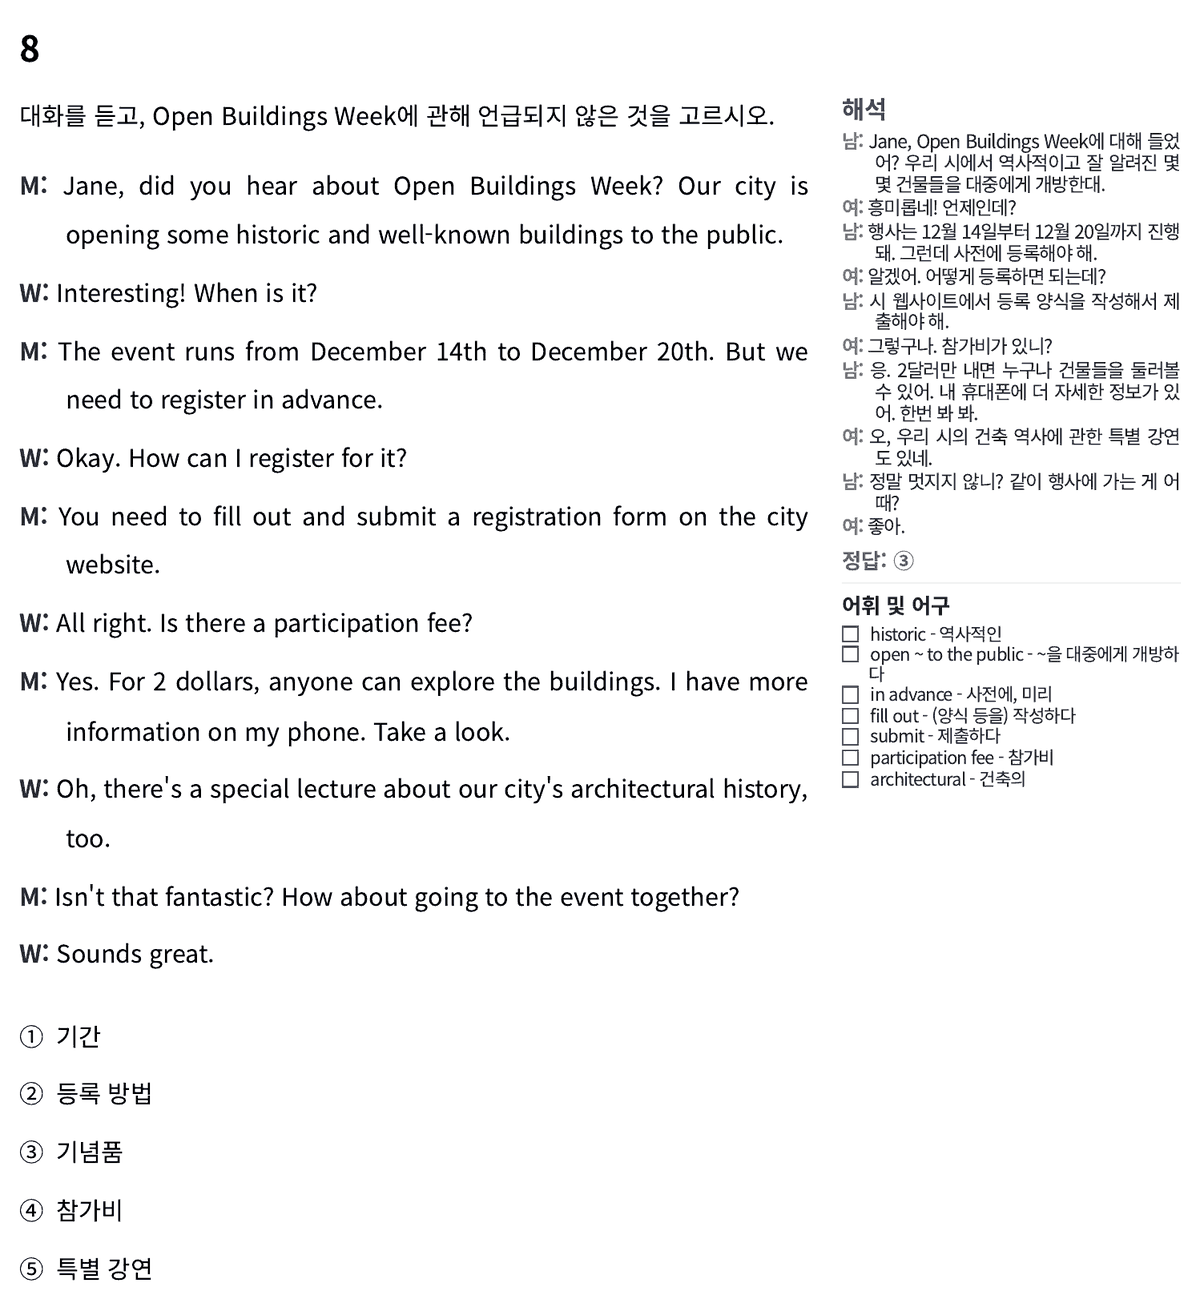 8
대화를 듣고, Open Buildings Week에 관해 언급되지 않은 것을 고르시오.
M: Jane, did you hear about Open Buildings Week? Our city is
opening some historic and well-known buildings to the public.
W: Interesting! When is it?
M: The event runs from December 14th to December 20th. But we
need to register in advance.
W: Okay. How can I register for it?
M: You need to fill out and submit a registration form on the city
website.
W: All right. Is there a participation fee?
M: Yes. For 2 dollars, anyone can explore the buildings. I have more
information on my phone. Take a look.
W: Oh, there's a special lecture about our city's architectural history,
too.
M: Isn't that fantastic? How about going to the event together?
W: Sounds great.
① 기간
② 등록 방법
③ 기념품
④ 참가비
⑤ 특별 강연
해석
남: Jane, Open Buildings Week에 대해 들었
어? 우리 시에서 역사적이고 잘 알려진 몇
몇 건물들을 대중에게 개방한대.
여: 흥미롭네! 언제인데?
남: 행사는 12월 14일부터 12월 20일까지 진행
돼. 그런데 사전에 등록해야 해.
여: 알겠어. 어떻게 등록하면 되는데?
남: 시 웹사이트에서 등록 양식을 작성해서 제
출해야 해.
여: 그렇구나. 참가비가 있니?
남: 응. 2달러만 내면 누구나 건물들을 둘러볼
수 있어. 내 휴대폰에 더 자세한 정보가 있
어. 한번 봐 봐.
여: 오, 우리 시의 건축 역사에 관한 특별 강연
도 있네.
남: 정말 멋지지 않니? 같이 행사에 가는 게 어
때?
여: 좋아.
정답: ③
어휘 및 어구
□ historic - 역사적인
□ open ~ to the public - ~을 대중에게 개방하
다
□ in advance - 사전에, 미리
□ fill out - (양식 등을) 작성하다
□ submit - 제출하다
□ participation fee - 참가비
□ architectural - 건축의